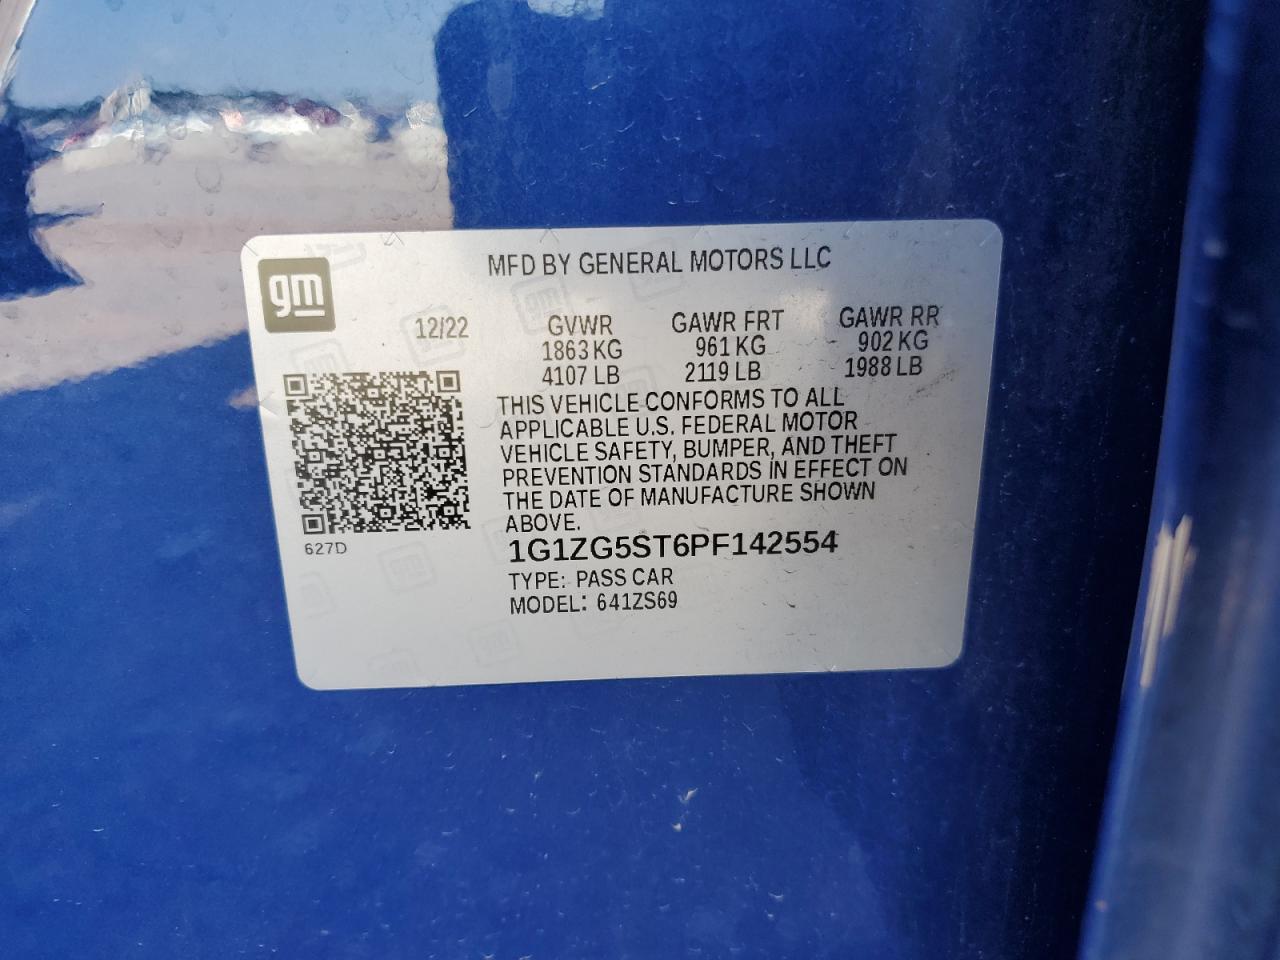 gm
MFD BY GENERAL MOTORS LLC
12/22 GVWR GAWR FRT GAWR RR
1863 KG 961 KG 902 KG
4107 LB 2119 LB 1988 LB
THIS VEHICLE CONFORMS TO ALL
APPLICABLE U.S. FEDERAL MOTOR
VEHICLE SAFETY, BUMPER, AND THEFT
PREVENTION STANDARDS IN EFFECT ON
THE DATE OF MANUFACTURE SHOWN
ABOVE.
627D
1G1ZG5ST6PF142554
TYPE: PASS CAR
MODEL: 641ZS69